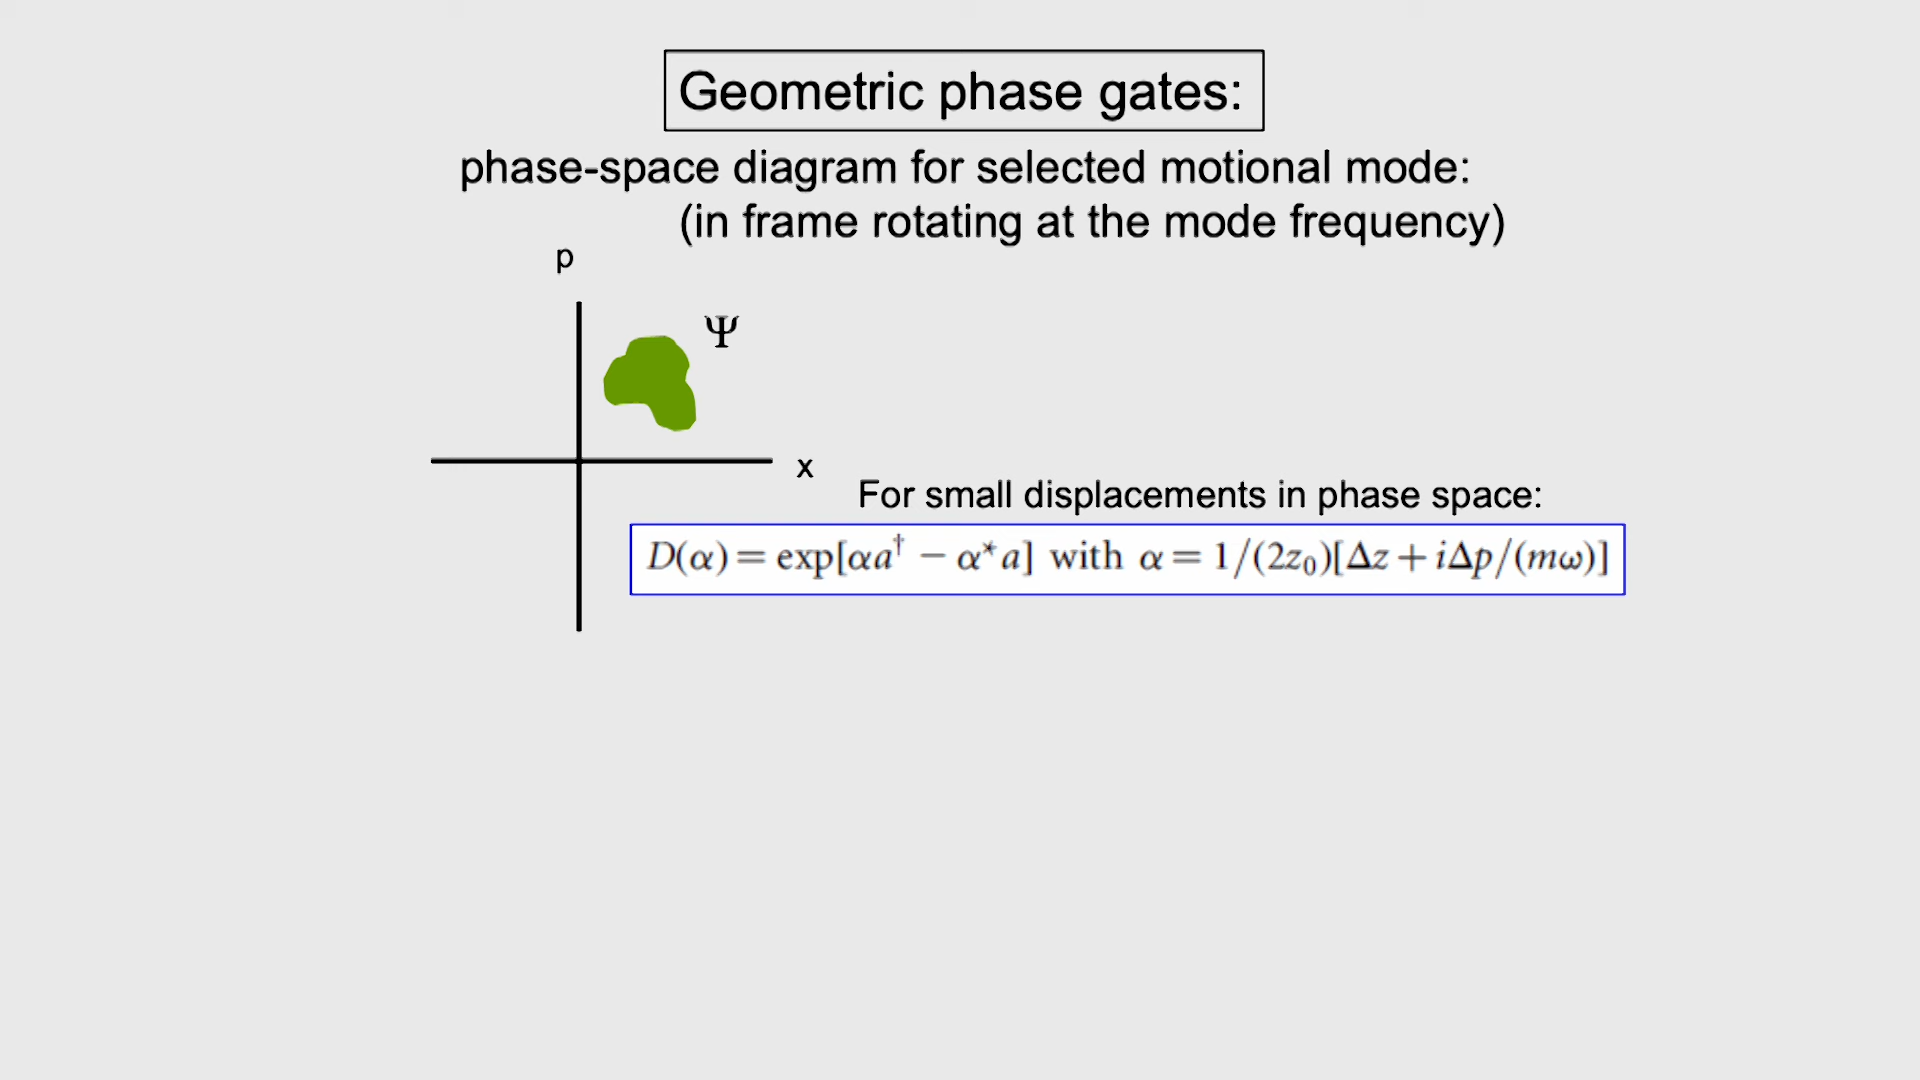 Geometric phase gates:
phase-space diagram for selected motional mode:
(in frame rotating at the mode frequency)
p
Ψ
x
For small displacements in phase space:
D(α) = exp[αa† − α*a] with α = 1/(2z₀)[Δz + iΔp/(mω)]